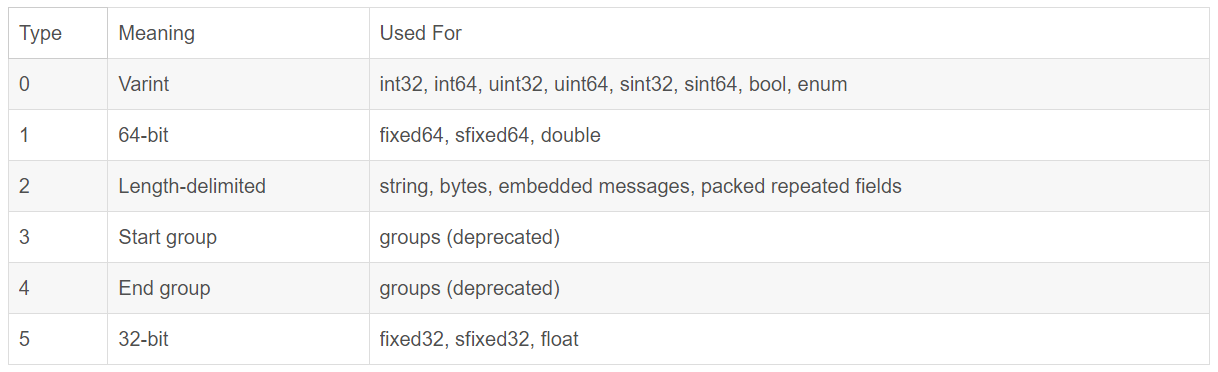 Type Meaning Used For
0 Varint int32, int64, uint32, uint64, sint32, sint64, bool, enum
1 64-bit fixed64, sfixed64, double
2 Length-delimited string, bytes, embedded messages, packed repeated fields
3 Start group groups (deprecated)
4 End group groups (deprecated)
5 32-bit fixed32, sfixed32, float